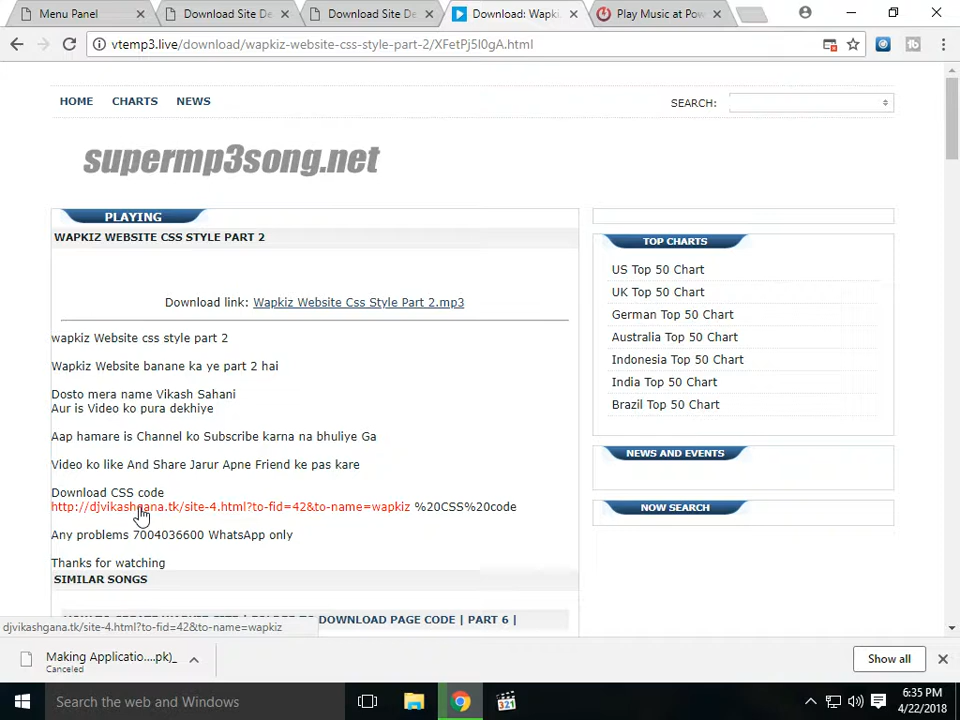 Menu Panel
Download Site De
Download Site De
Download: Wapki
Play Music at Pow
vtemp3.live/download/wapkiz-website-css-style-part-2/XFetPj5I0gA.html
HOME
CHARTS
NEWS
SEARCH:
supermp3song.net
PLAYING
WAPKIZ WEBSITE CSS STYLE PART 2
Download link: Wapkiz Website Css Style Part 2.mp3
wapkiz Website css style part 2
Wapkiz Website banane ka ye part 2 hai
Dosto mera name Vikash Sahani
Aur is Video ko pura dekhiye
Aap hamare is Channel ko Subscribe karna na bhuliye Ga
Video ko like And Share Jarur Apne Friend ke pas kare
Download CSS code
http://djvikashgana.tk/site-4.html?to-fid=42&to-name=wapkiz %20CSS%20code
Any problems 7004036600 WhatsApp only
Thanks for watching
SIMILAR SONGS
DOWNLOAD PAGE CODE | PART 6 |
TOP CHARTS
US Top 50 Chart
UK Top 50 Chart
German Top 50 Chart
Australia Top 50 Chart
Indonesia Top 50 Chart
India Top 50 Chart
Brazil Top 50 Chart
NEWS AND EVENTS
NOW SEARCH
djvikashgana.tk/site-4.html?to-fid=42&to-name=wapkiz
Making Applicatio....pk)_
Canceled
Show all
Search the web and Windows
321
6:35 PM
4/22/2018